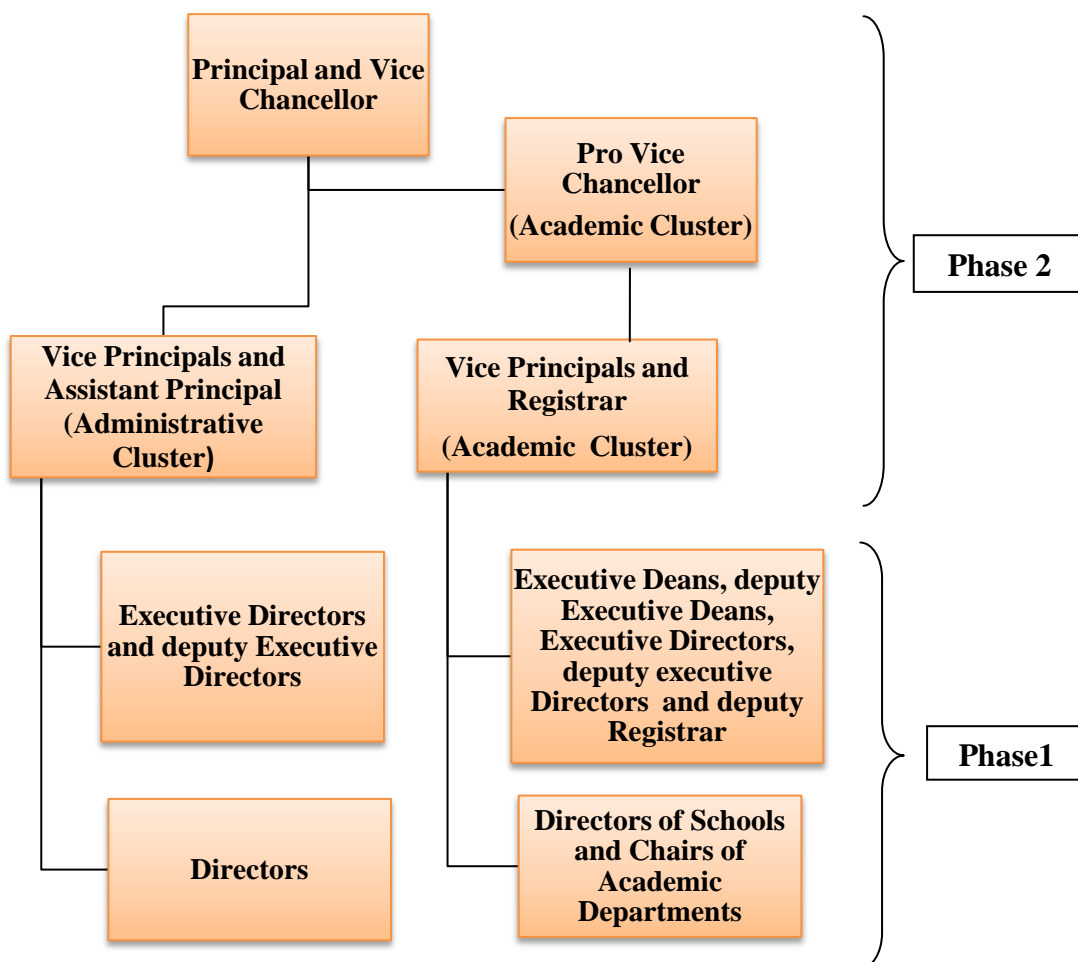 Principal and Vice
Chancellor
Pro Vice
Chancellor
(Academic Cluster)
Phase 2
Vice Principals and
Assistant Principal
(Administrative
Cluster)
Vice Principals and
Registrar
(Academic Cluster)
Executive Directors
and deputy Executive
Directors
Executive Deans, deputy
Executive Deans,
Executive Directors,
deputy executive
Directors and deputy
Registrar
Phase1
Directors
Directors of Schools
and Chairs of
Academic
Departments